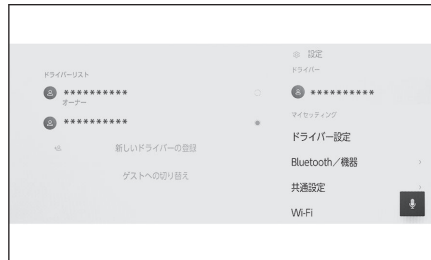 ドライバーリスト
**********
オーナー
**********
新しいドライバーの登録
ゲストへの切り替え
設定
ドライバー
**********
マイセッティング
ドライバー設定
Bluetooth／機器
共通設定
Wi-Fi